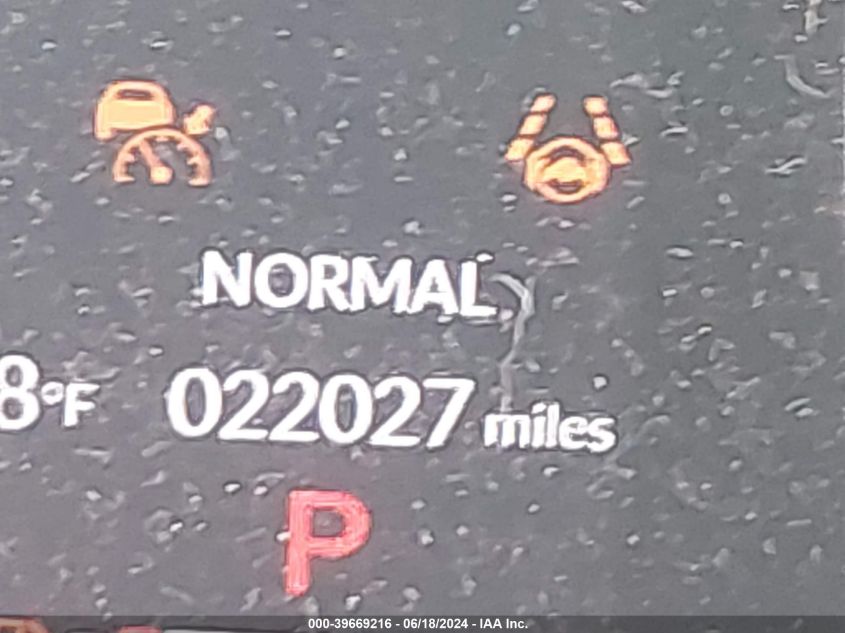 NORMAL
8°F 022027 miles
P
000-39669216 - 06/18/2024 - IAA Inc.